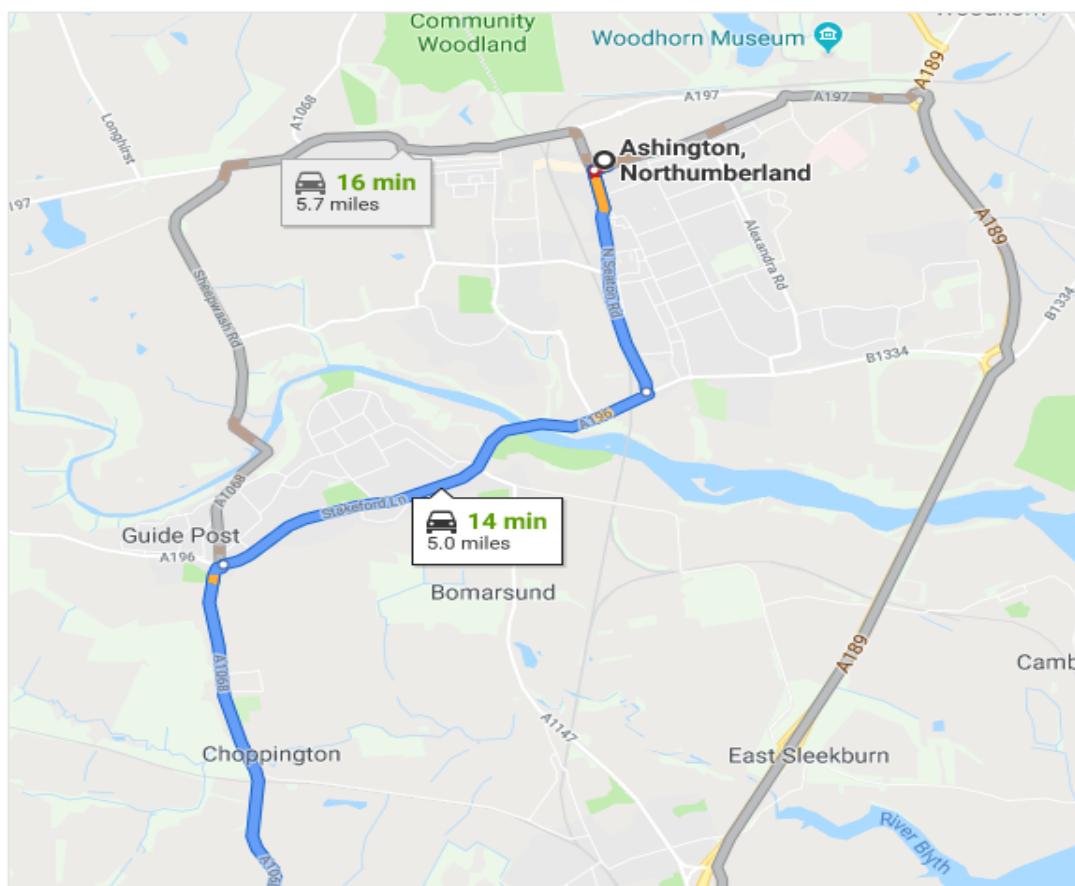 Community
Woodland
Woodhorn
Woodhorn Museum
A189
A1068
A197
A197
Longhirst
Ashington,
Northumberland
16 min
5.7 miles
197
A189
Alexandra Rd
N Seaton Rd
Sheepwash Rd
B1334
B1334
A196
A1068
Stakeford Ln
14 min
5.0 miles
Guide Post
A196
Bomarsund
A189
A1068
Camb
A1147
Choppington
East Sleekburn
River Blyth
A106